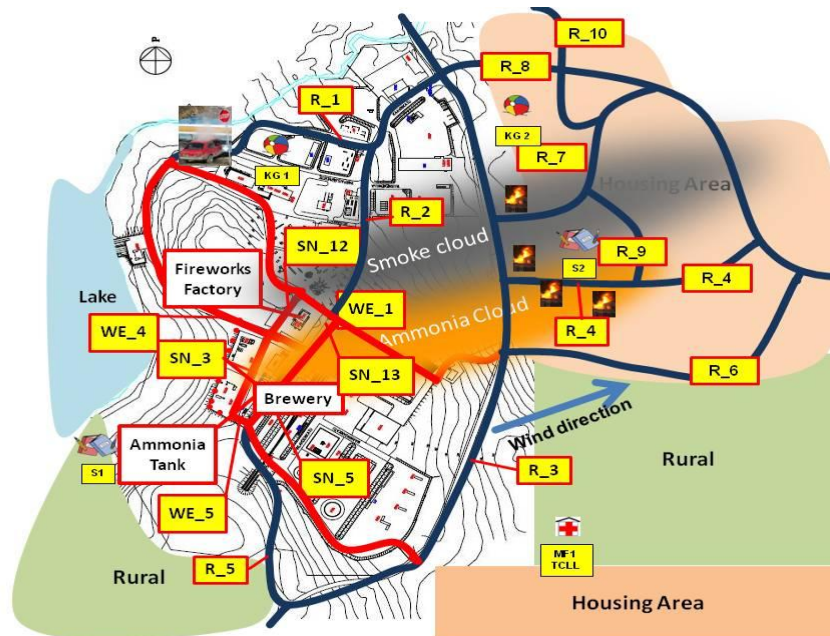 P
R_10
R_8
R_1
KG 1
KG 2
R_7
Housing Area
R_2
SN_12
Smoke cloud
Fireworks
Factory
R_9
S2
R_4
Lake
WE_1
WE_4
Ammonia Cloud
R_4
SN_3
SN_13
R_6
Brewery
Wind direction
Ammonia
Tank
S1
SN_5
R_3
Rural
WE_5
MF1
TCLL
R_5
Rural
Housing Area